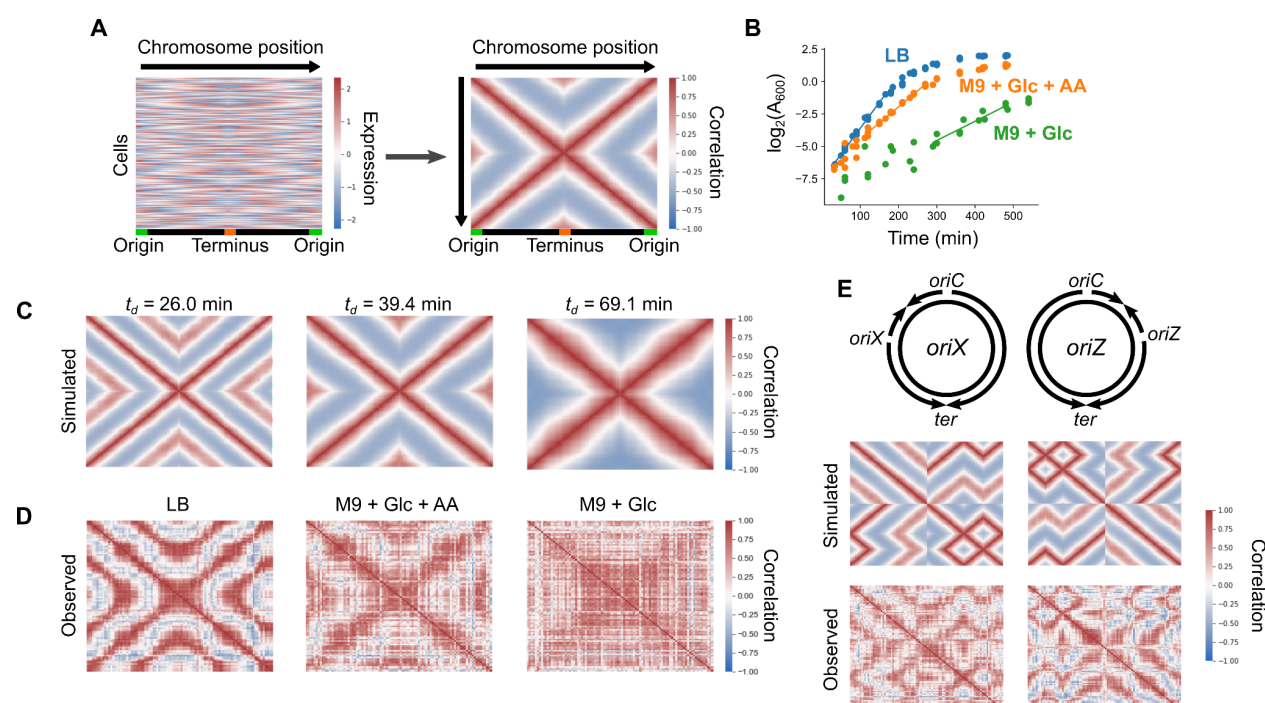 A
Chromosome position
Cells
2
1
0
−1
−2
Expression
Origin Terminus Origin
Chromosome position
1.00
0.75
0.50
0.25
0.00
−0.25
−0.50
−0.75
−1.00
Correlation
Origin Terminus Origin
B
log2(A600)
2.5
0.0
−2.5
−5.0
−7.5
LB
M9 + Glc + AA
M9 + Glc
100 200 300 400 500
Time (min)
C
Simulated
td = 26.0 min
td = 39.4 min
td = 69.1 min
1.00
0.75
0.50
0.25
0.00
−0.25
−0.50
−0.75
−1.00
Correlation
D
Observed
LB
M9 + Glc + AA
M9 + Glc
1.00
0.75
0.50
0.25
0.00
−0.25
−0.50
−0.75
−1.00
Correlation
E
oriC
oriX
oriX
ter
oriC
oriZ
oriZ
ter
Simulated
Observed
1.00
0.75
0.50
0.25
0.00
−0.25
−0.50
−0.75
−1.00
Correlation